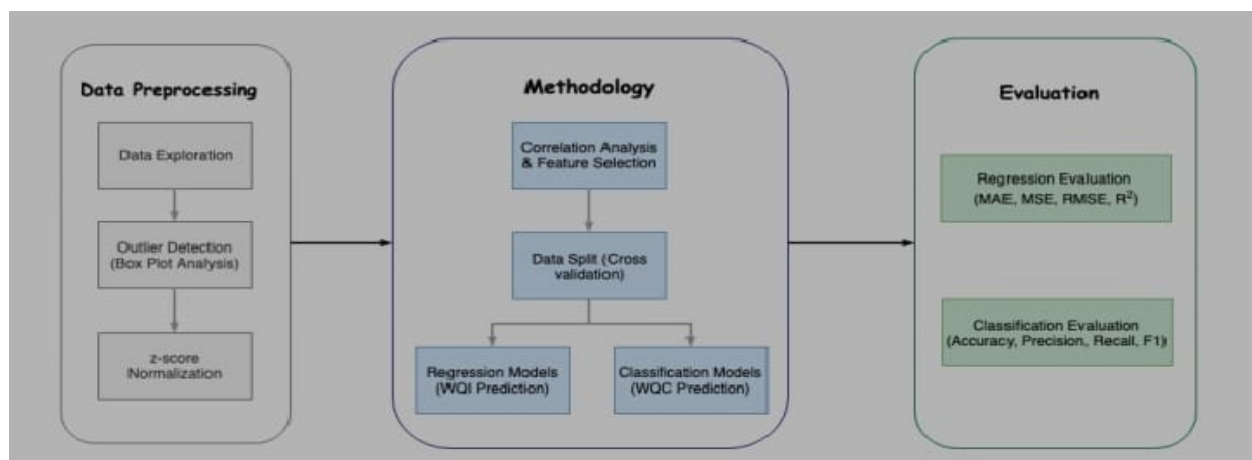 Data Preprocessing
Data Exploration
Outlier Detection
(Box Plot Analysis)
z-score
Normalization
Methodology
Correlation Analysis
& Feature Selection
Data Split (Cross
validation)
Regression Models
(WQI Prediction)
Classification Models
(WQC Prediction)
Evaluation
Regression Evaluation
(MAE, MSE, RMSE, R²)
Classification Evaluation
(Accuracy, Precision, Recall, F1)